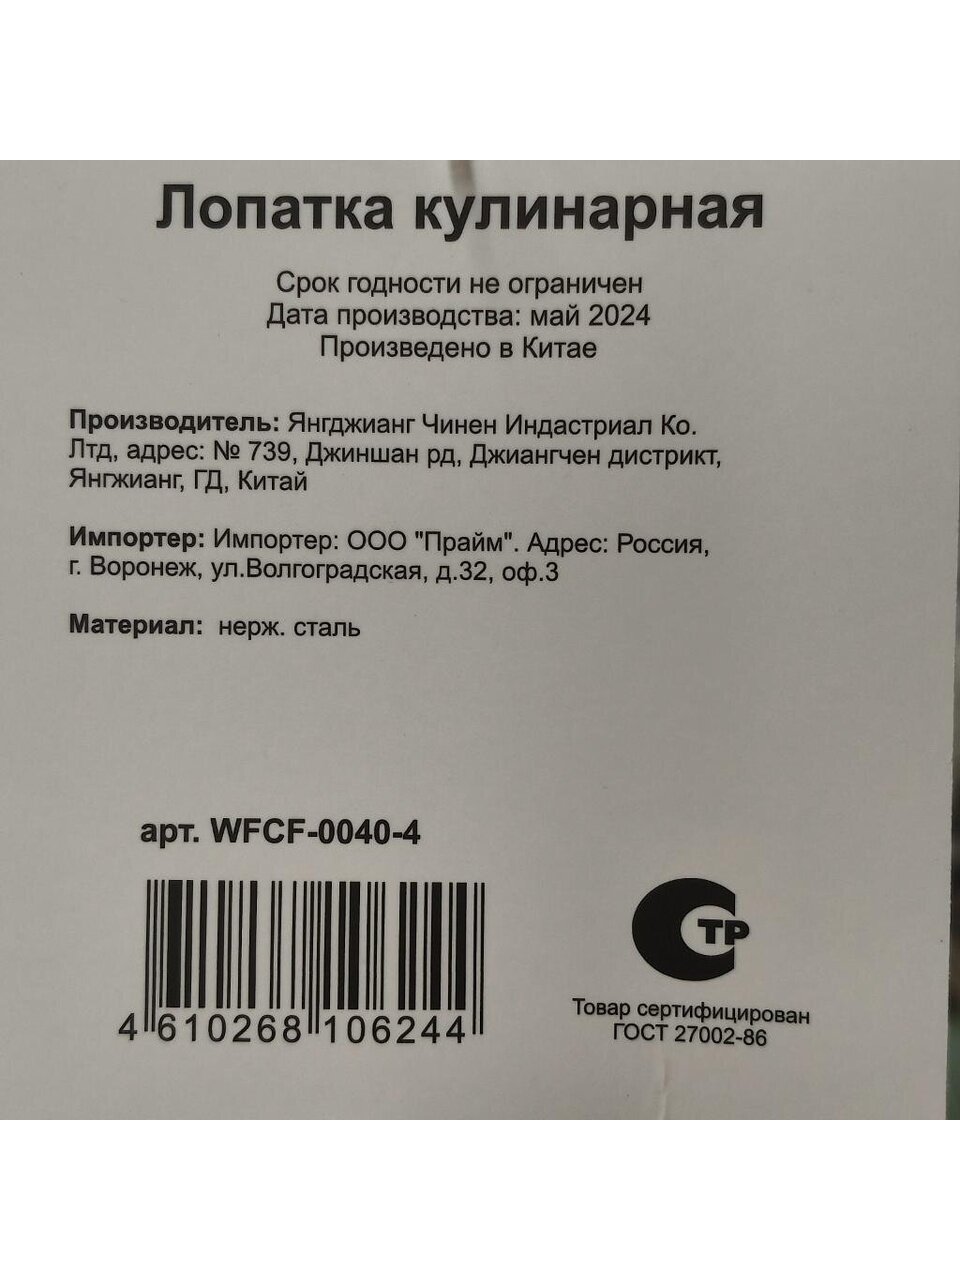 Лопатка кулинарная
Срок годности не ограничен
Дата производства: май 2024
Произведено в Китае
Производитель: Янгджианг Чинен Индастриал Ко.
Лтд, адрес: № 739, Джиншан рд, Джиангчен дистрикт,
Янгжианг, ГД, Китай
Импортер: Импортер: ООО "Прайм". Адрес: Россия,
г. Воронеж, ул.Волгоградская, д.32, оф.3
Материал: нерж. сталь
арт. WFCF-0040-4
4 610268 106244
СТР
Товар сертифицирован
ГОСТ 27002-86